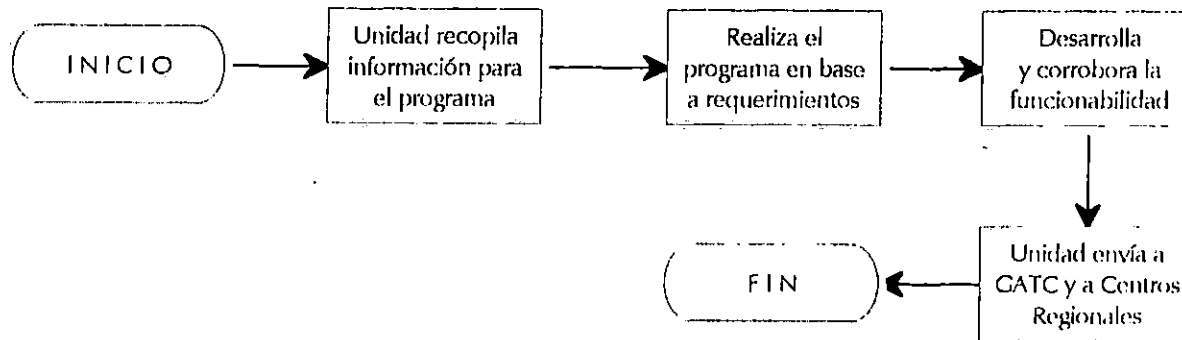 INICIO
Unidad recopila
información para
el programa
Realiza el
programa en base
a requerimientos
Desarrolla
y corrobora la
funcionabilidad
Unidad envía a
GATC y a Centros
Regionales
FIN